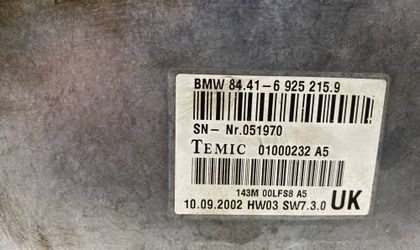 BMW 84.41- 6 925 215.9
SN- Nr.051970
TEMIC 01000232 A5
143M 00LFS8 A5
10.09.2002 HW03 SW7.3.0 UK